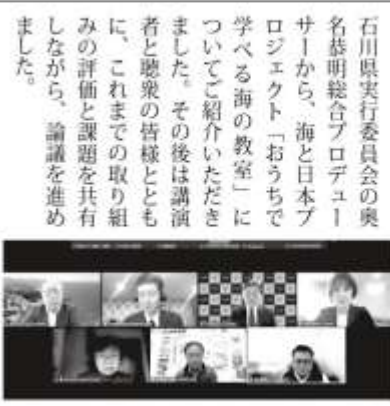 石川県実行委員会の奥
名恭明総合プロデュー
サーから、海と日本プ
ロジェクト「おうちで
学べる海の教室」に
ついてご紹介いただき
ました。その後は講演
者と聴衆の皆様ととも
に、これまでの取り組
みの評価と課題を共有
しながら、論議を進め
ました。